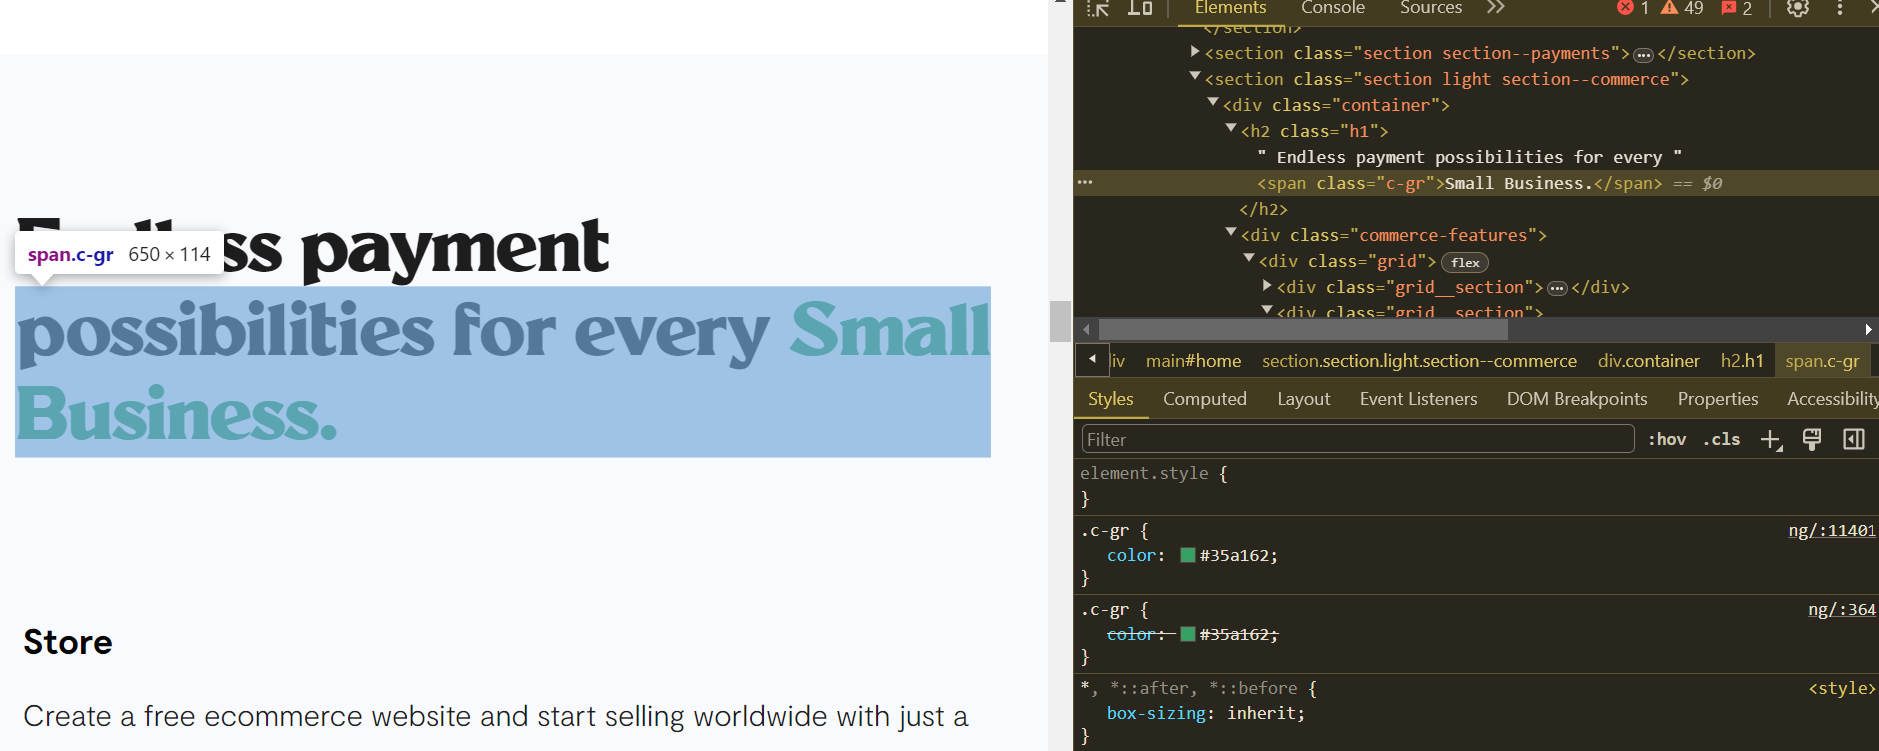 Endless payment
span.c-gr 650 × 114
possibilities for every Small
Business.
Store
Create a free ecommerce website and start selling worldwide with just a
Elements Console Sources 1 49 2
</section>
<section class="section section--payments">…</section>
<section class="section light section--commerce">
<div class="container">
<h2 class="h1">
" Endless payment possibilities for every "
<span class="c-gr">Small Business.</span> == $0
</h2>
<div class="commerce-features">
<div class="grid"> flex
<div class="grid__section">…</div>
<div class="grid__section">
iv main#home section.section.light.section--commerce div.container h2.h1 span.c-gr
Styles Computed Layout Event Listeners DOM Breakpoints Properties Accessibility
Filter :hov .cls
element.style {
}
.c-gr { ng/:11401
color: #35a162;
}
.c-gr { ng/:364
color: #35a162;
}
*, *::after, *::before { <style>
box-sizing: inherit;
}